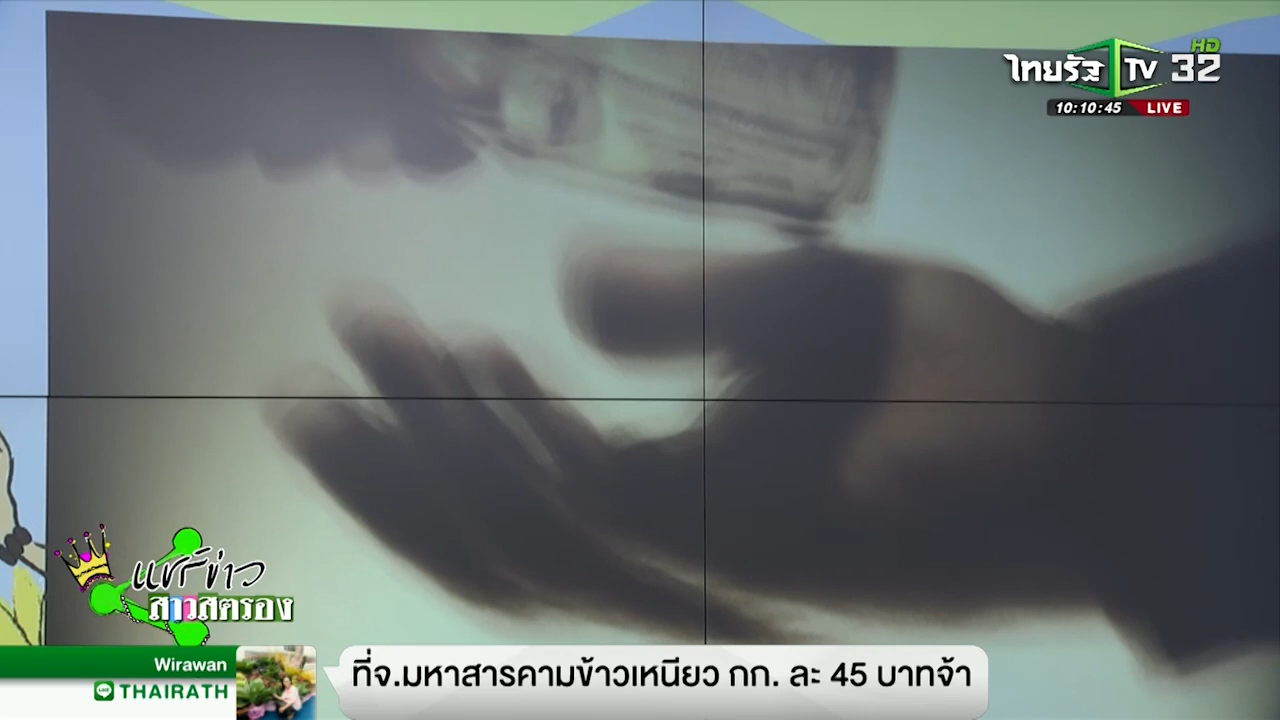 ไทยรัฐ TV 32 HD
10:10:45 LIVE
แชร์ข่าว
สาวสตรอง
Wirawan
LINE THAIRATH
ที่จ.มหาสารคามข้าวเหนียว กก. ละ 45 บาทจ้า